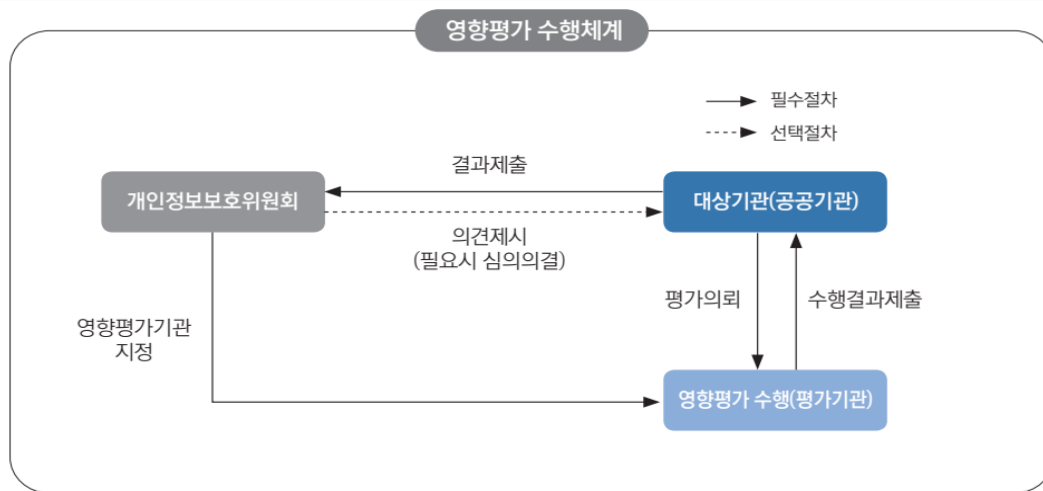 영향평가 수행체계
필수절차
선택절차
결과제출
개인정보보호위원회
대상기관(공공기관)
의견제시
(필요시 심의의결)
평가의뢰
수행결과제출
영향평가기관
지정
영향평가 수행(평가기관)